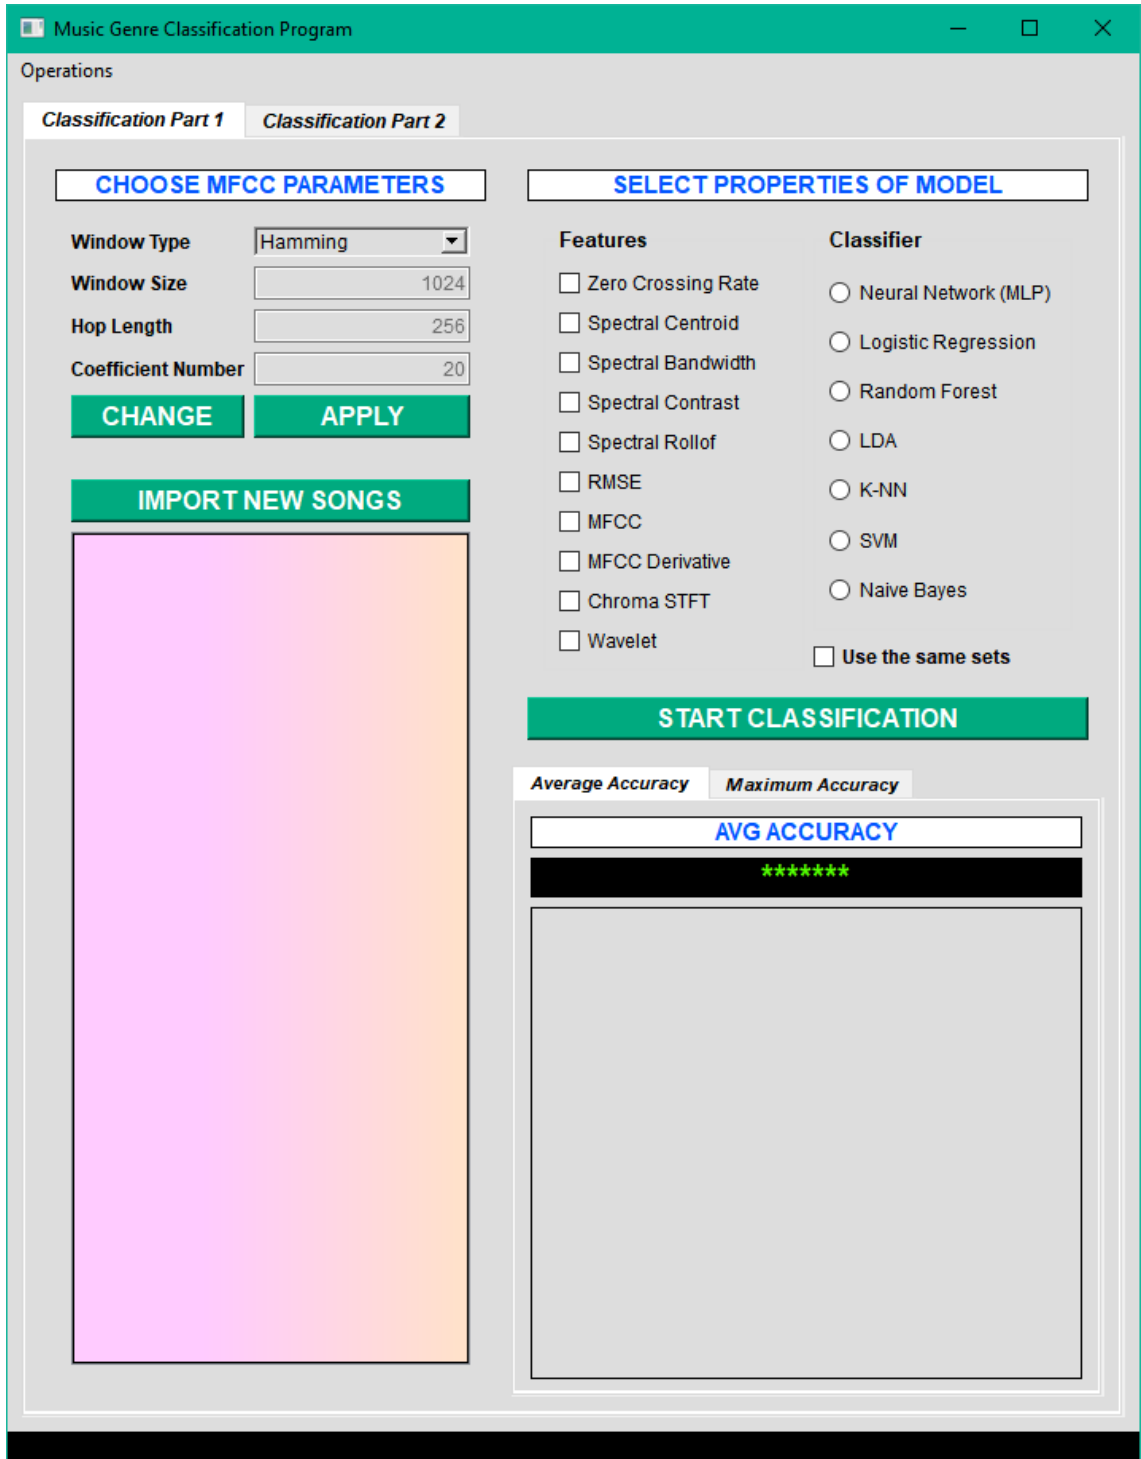 Music Genre Classification Program
Operations
Classification Part 1
Classification Part 2
CHOOSE MFCC PARAMETERS
Window Type
Hamming
Window Size
1024
Hop Length
256
Coefficient Number
20
CHANGE
APPLY
IMPORT NEW SONGS
SELECT PROPERTIES OF MODEL
Features
Zero Crossing Rate
Spectral Centroid
Spectral Bandwidth
Spectral Contrast
Spectral Rollof
RMSE
MFCC
MFCC Derivative
Chroma STFT
Wavelet
Classifier
Neural Network (MLP)
Logistic Regression
Random Forest
LDA
K-NN
SVM
Naive Bayes
Use the same sets
START CLASSIFICATION
Average Accuracy
Maximum Accuracy
AVG ACCURACY
*******